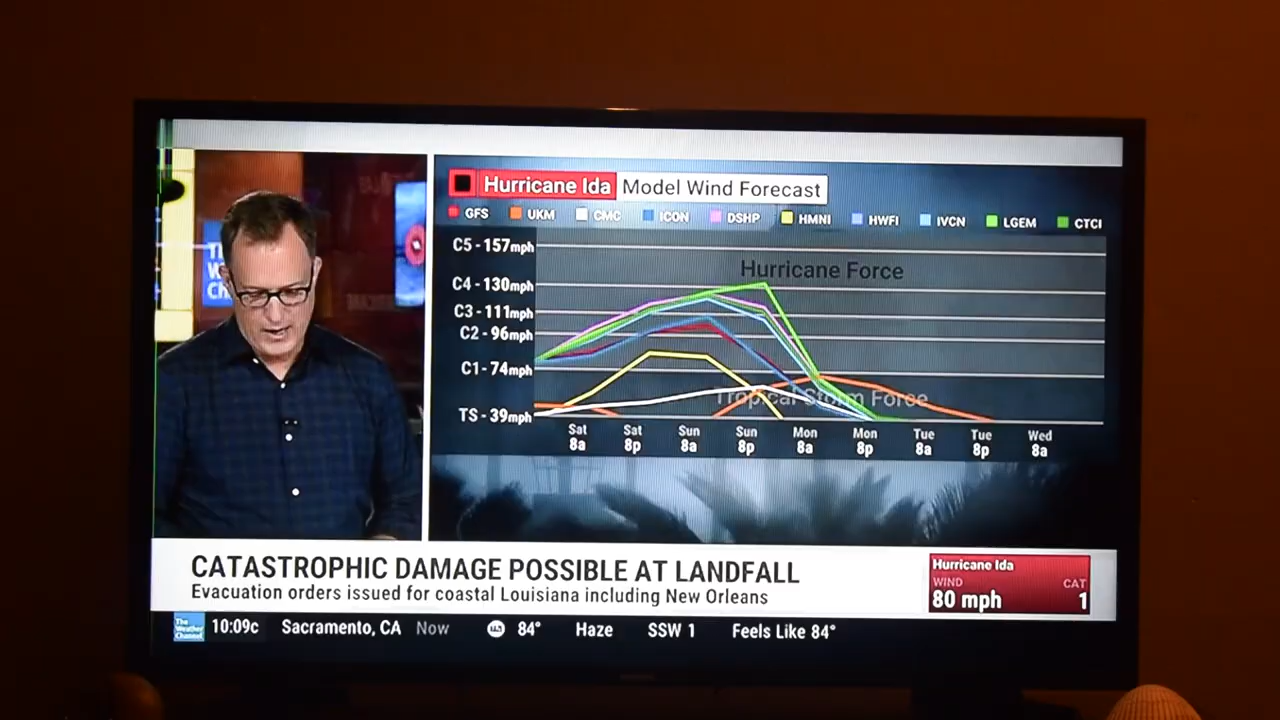 Hurricane Ida Model Wind Forecast
GFS UKM CMC ICON DSHP HMNI HWFI IVCN LGEM CTCI
C5 - 157mph
Hurricane Force
C4 - 130mph
C3 - 111mph
C2 - 96mph
C1 - 74mph
Tropical Storm Force
TS - 39mph
Sat 8a
Sat 8p
Sun 8a
Sun 8p
Mon 8a
Mon 8p
Tue 8a
Tue 8p
Wed 8a
CATASTROPHIC DAMAGE POSSIBLE AT LANDFALL
Evacuation orders issued for coastal Louisiana including New Orleans
Hurricane Ida
WIND CAT
80 mph 1
The Weather Channel 10:09c Sacramento, CA Now 84° Haze SSW 1 Feels Like 84°